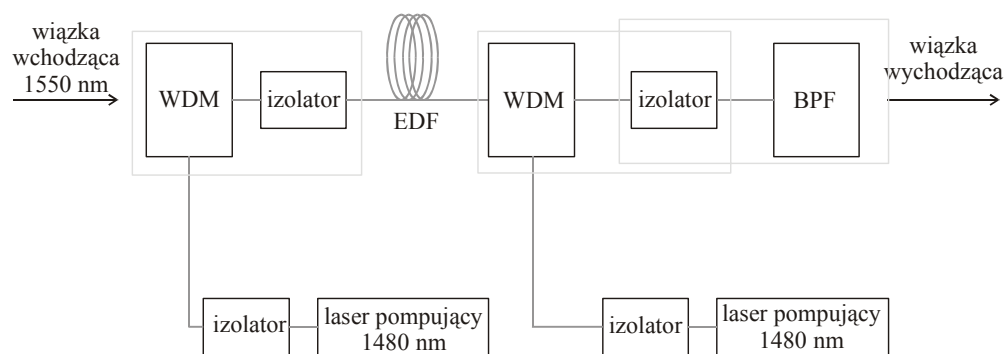 wiązka
wchodząca
1550 nm
WDM
izolator
EDF
WDM
izolator
BPF
wiązka
wychodząca
izolator
laser pompujący
1480 nm
izolator
laser pompujący
1480 nm